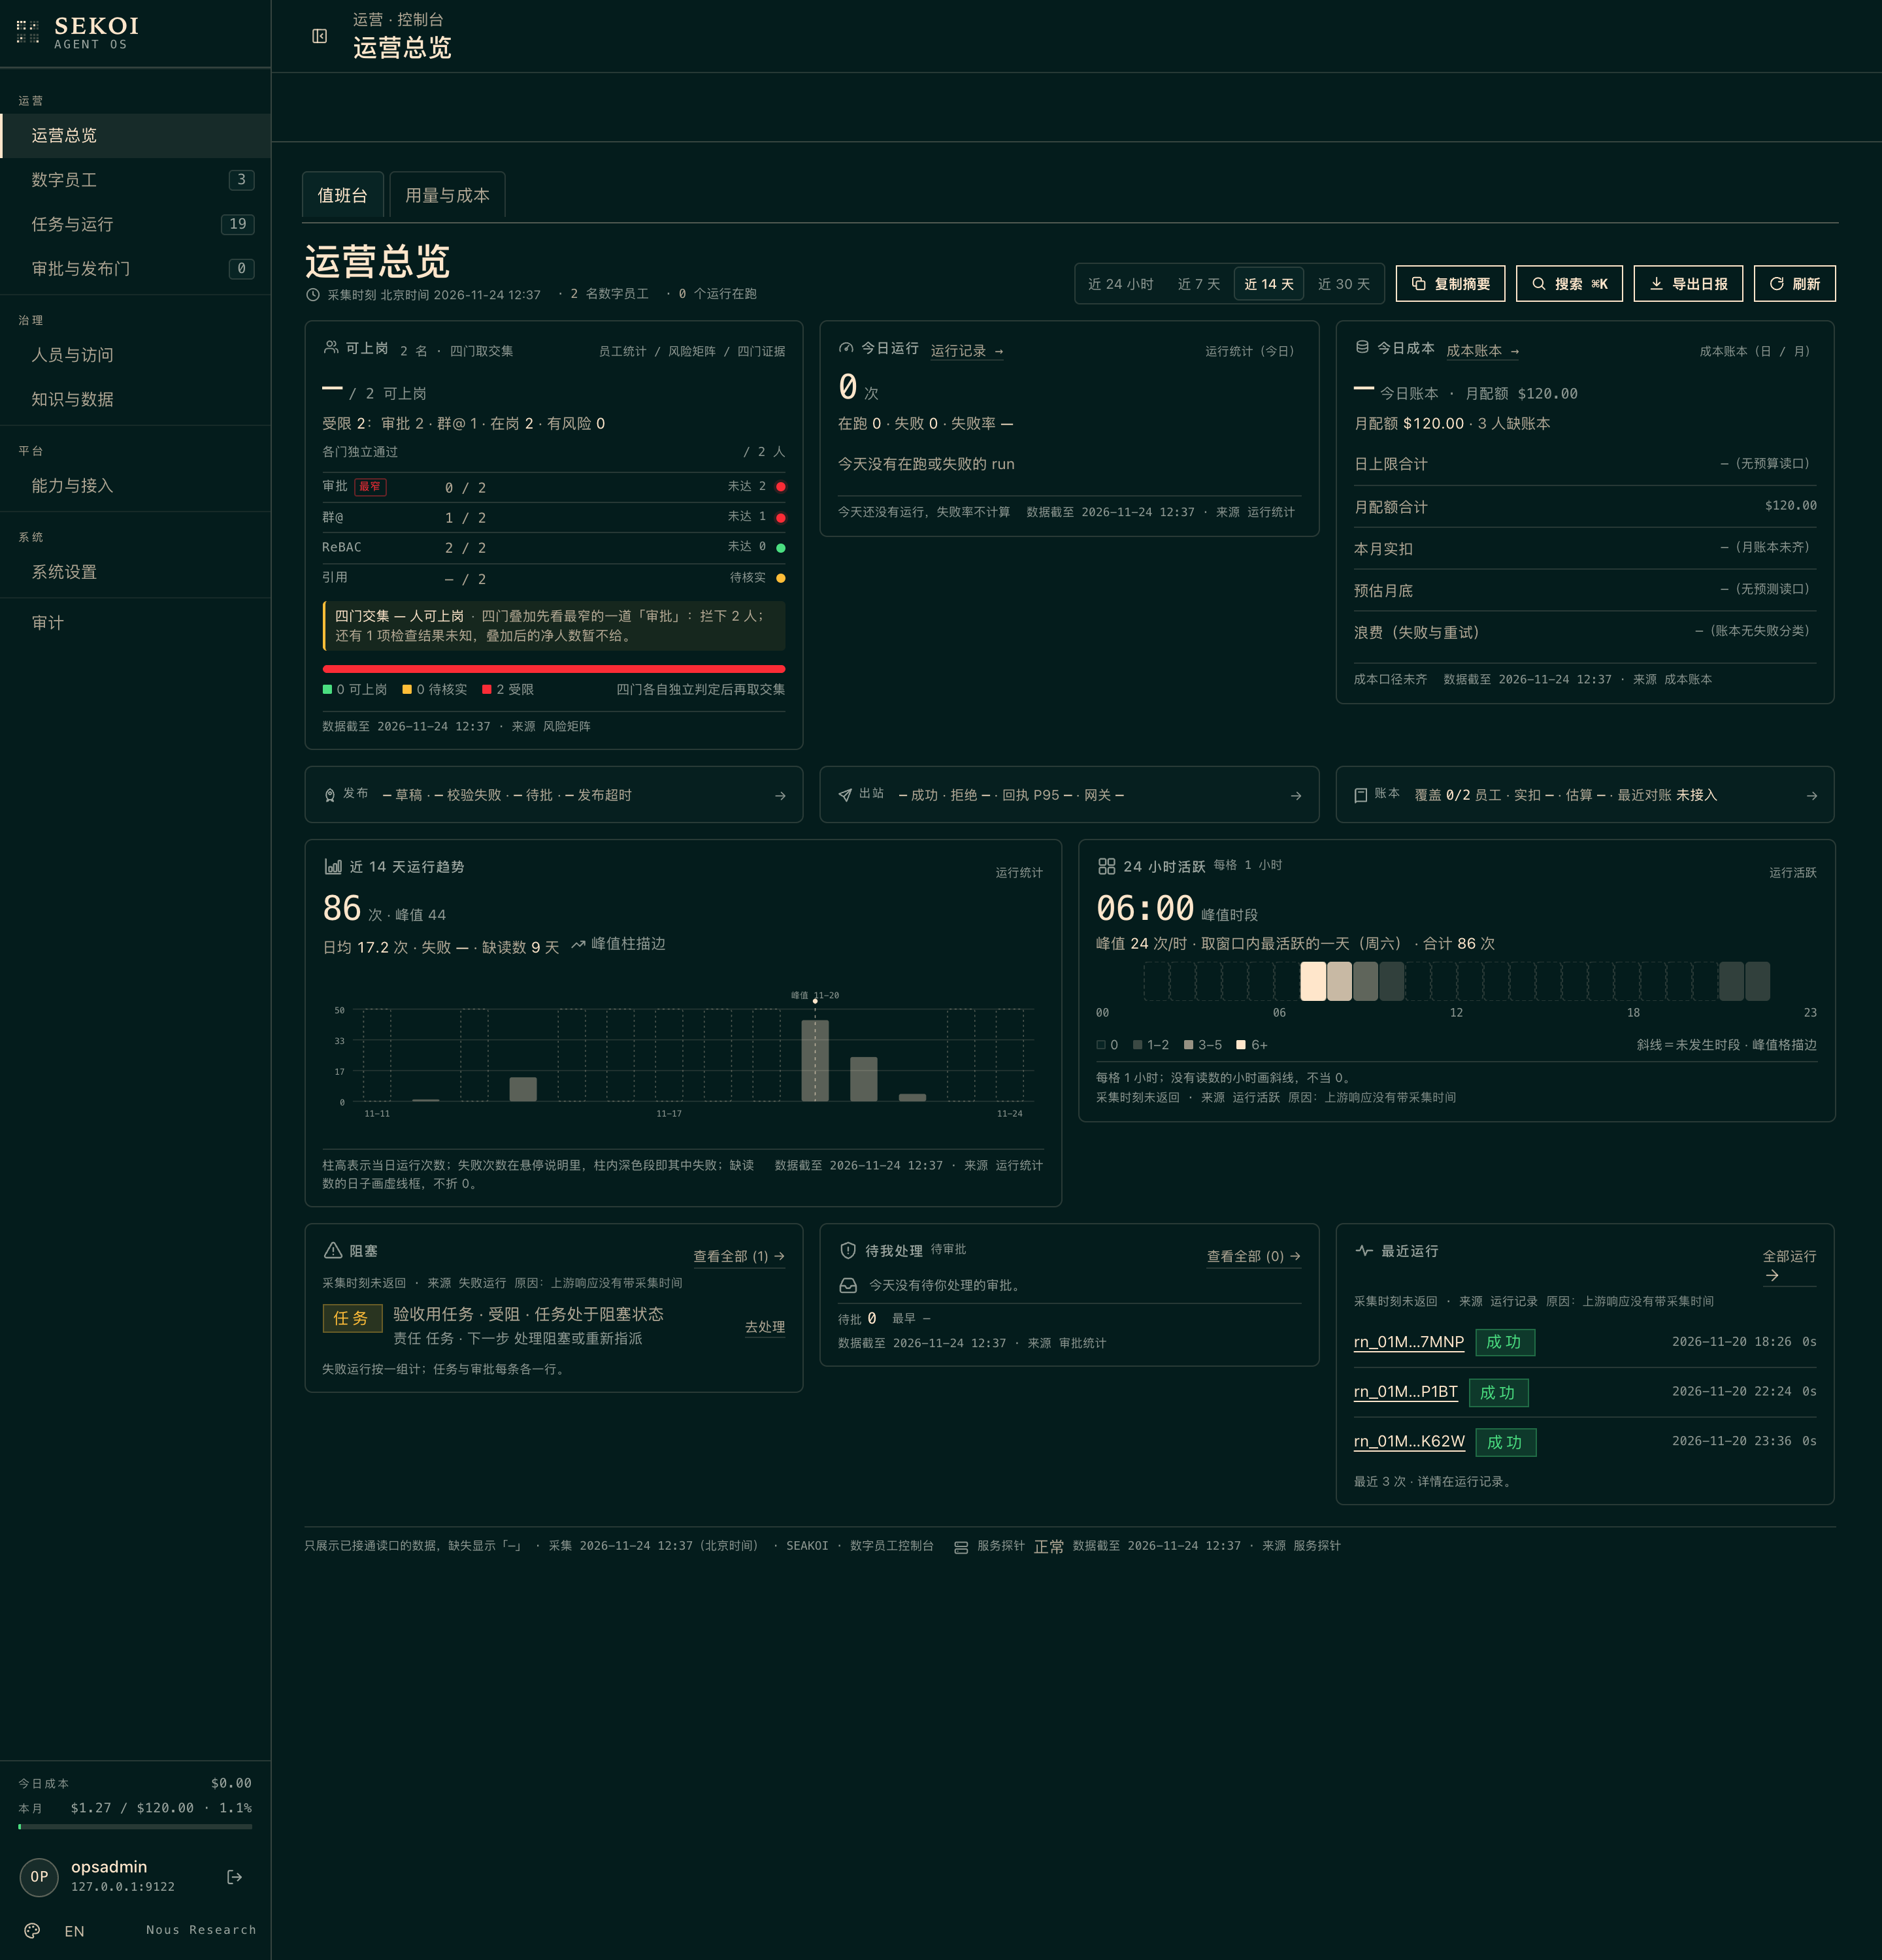 SEKOI
AGENT OS
运营
运营总览
数字员工 3
任务与运行 19
审批与发布门 0
治理
人员与访问
知识与数据
平台
能力与接入
系统
系统设置
审计
今日成本 $0.00
本月 $1.27 / $120.00 · 1.1%
OP
opsadmin
127.0.0.1:9122
EN
Nous Research
运营 · 控制台
运营总览
值班台
用量与成本
运营总览
采集时刻 北京时间 2026-11-24 12:37 · 2 名数字员工 · 0 个运行在跑
近 24 小时 近 7 天 近 14 天 近 30 天
复制摘要
搜索 ⌘K
导出日报
刷新
可上岗 2 名 · 四门取交集 员工统计 / 风险矩阵 / 四门证据
— / 2 可上岗
受限 2: 审批 2 · 群@ 1 · 在岗 2 · 有风险 0
各门独立通过 / 2 人
审批 最窄 0 / 2 未达 2
群@ 1 / 2 未达 1
ReBAC 2 / 2 未达 0
引用 — / 2 待核实
四门交集 — 人可上岗 · 四门叠加先看最窄的一道「审批」：拦下 2 人；
还有 1 项检查结果未知，叠加后的净人数暂不给。
0 可上岗 0 待核实 2 受限 四门各自独立判定后再取交集
数据截至 2026-11-24 12:37 · 来源 风险矩阵
今日运行 运行记录 → 运行统计（今日）
0 次
在跑 0 · 失败 0 · 失败率 —
今天没有在跑或失败的 run
今天还没有运行，失败率不计算 数据截至 2026-11-24 12:37 · 来源 运行统计
今日成本 成本账本 → 成本账本（日 / 月）
— 今日账本 · 月配额 $120.00
月配额 $120.00 · 3 人缺账本
日上限合计 —（无预算读口）
月配额合计 $120.00
本月实扣 —（月账本未齐）
预估月底 —（无预测读口）
浪费（失败与重试） —（账本无失败分类）
成本口径未齐 数据截至 2026-11-24 12:37 · 来源 成本账本
发布 — 草稿 · — 校验失败 · — 待批 · — 发布超时 →
出站 — 成功 · 拒绝 — · 回执 P95 — · 网关 — →
账本 覆盖 0/2 员工 · 实扣 — · 估算 — · 最近对账 未接入 →
近 14 天运行趋势 运行统计
86 次 · 峰值 44
日均 17.2 次 · 失败 — · 缺读数 9 天 峰值柱描边
峰值 11-20
50
33
17
0
11-11 11-17 11-24
柱高表示当日运行次数；失败次数在悬停说明里，柱内深色段即其中失败；缺读 数据截至 2026-11-24 12:37 · 来源 运行统计
数的日子画虚线框，不折 0。
24 小时活跃 每格 1 小时 运行活跃
06:00 峰值时段
峰值 24 次/时 · 取窗口内最活跃的一天（周六） · 合计 86 次
00 06 12 18 23
0 1–2 3–5 6+ 斜线＝未发生时段 · 峰值格描边
每格 1 小时；没有读数的小时画斜线，不当 0。
采集时刻未返回 · 来源 运行活跃 原因：上游响应没有带采集时间
阻塞 查看全部 (1) →
采集时刻未返回 · 来源 失败运行 原因：上游响应没有带采集时间
任务 验收用任务 · 受阻 · 任务处于阻塞状态
责任 任务 · 下一步 处理阻塞或重新指派 去处理
失败运行按一组计；任务与审批每条各一行。
待我处理 待审批 查看全部 (0) →
今天没有待你处理的审批。
待批 0 最早 —
数据截至 2026-11-24 12:37 · 来源 审批统计
最近运行 全部运行 →
采集时刻未返回 · 来源 运行记录 原因：上游响应没有带采集时间
rn_01M…7MNP 成功 2026-11-20 18:26 0s
rn_01M…P1BT 成功 2026-11-20 22:24 0s
rn_01M…K62W 成功 2026-11-20 23:36 0s
最近 3 次 · 详情在运行记录。
只展示已接通读口的数据，缺失显示「—」 · 采集 2026-11-24 12:37（北京时间） · SEAKOI · 数字员工控制台 服务探针 正常 数据截至 2026-11-24 12:37 · 来源 服务探针